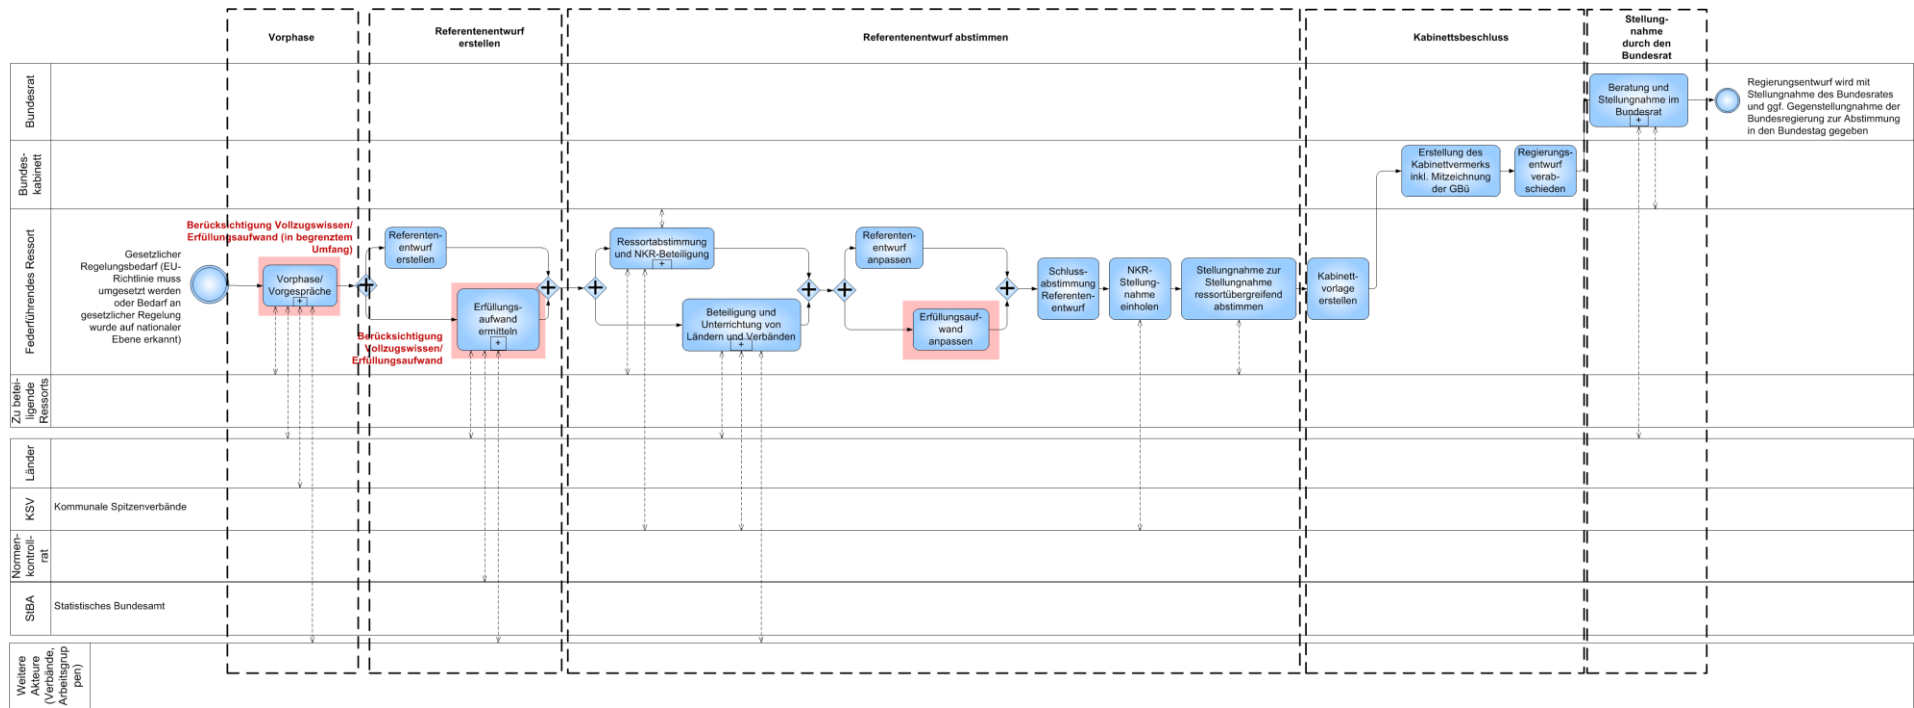 Vorphase
Referentenentwurf
erstellen
Referentenentwurf abstimmen
Kabinettsbeschluss
Stellung-
nahme
durch den
Bundesrat
Bundesrat
Beratung und
Stellungnahme im
Bundesrat
+
Regierungsentwurf wird mit
Stellungnahme des Bundesrates
und ggf. Gegenstellungnahme der
Bundesregierung zur Abstimmung
in den Bundestag gegeben
Bundes-
kabinett
Erstellung des
Kabinettvermerks
inkl. Mitzeichnung
der GBü
Regierungs-
entwurf
verab-
schieden
Federführendes Ressort
Gesetzlicher
Regelungsbedarf (EU-
Richtlinie muss
umgesetzt werden
oder Bedarf an
gesetzlicher Regelung
wurde auf nationaler
Ebene erkannt)
Berücksichtigung Vollzugswissen/
Erfüllungsaufwand (in begrenztem
Umfang)
Vorphase/
Vorgespräche
+
Referenten-
entwurf
erstellen
Erfüllungs-
aufwand
ermitteln
+
Berücksichtigung
Vollzugswissen/
Erfüllungsaufwand
Ressortabstimmung
und NKR-Beteiligung
+
Beteiligung und
Unterrichtung von
Ländern und Verbänden
+
Referenten-
entwurf
anpassen
Erfüllungsauf-
wand
anpassen
Schluss-
abstimmung
Referenten-
entwurf
NKR-
Stellung-
nahme
einholen
Stellungnahme zur
Stellungnahme
ressortübergreifend
abstimmen
Kabinett-
vorlage
erstellen
Zu betei-
ligende
Ressorts
Länder
KSV
Kommunale Spitzenverbände
Normen-
kontroll-
rat
StBA
Statistisches Bundesamt
Weitere
Akteure
(Verbände,
Arbeitsgrup
pen)